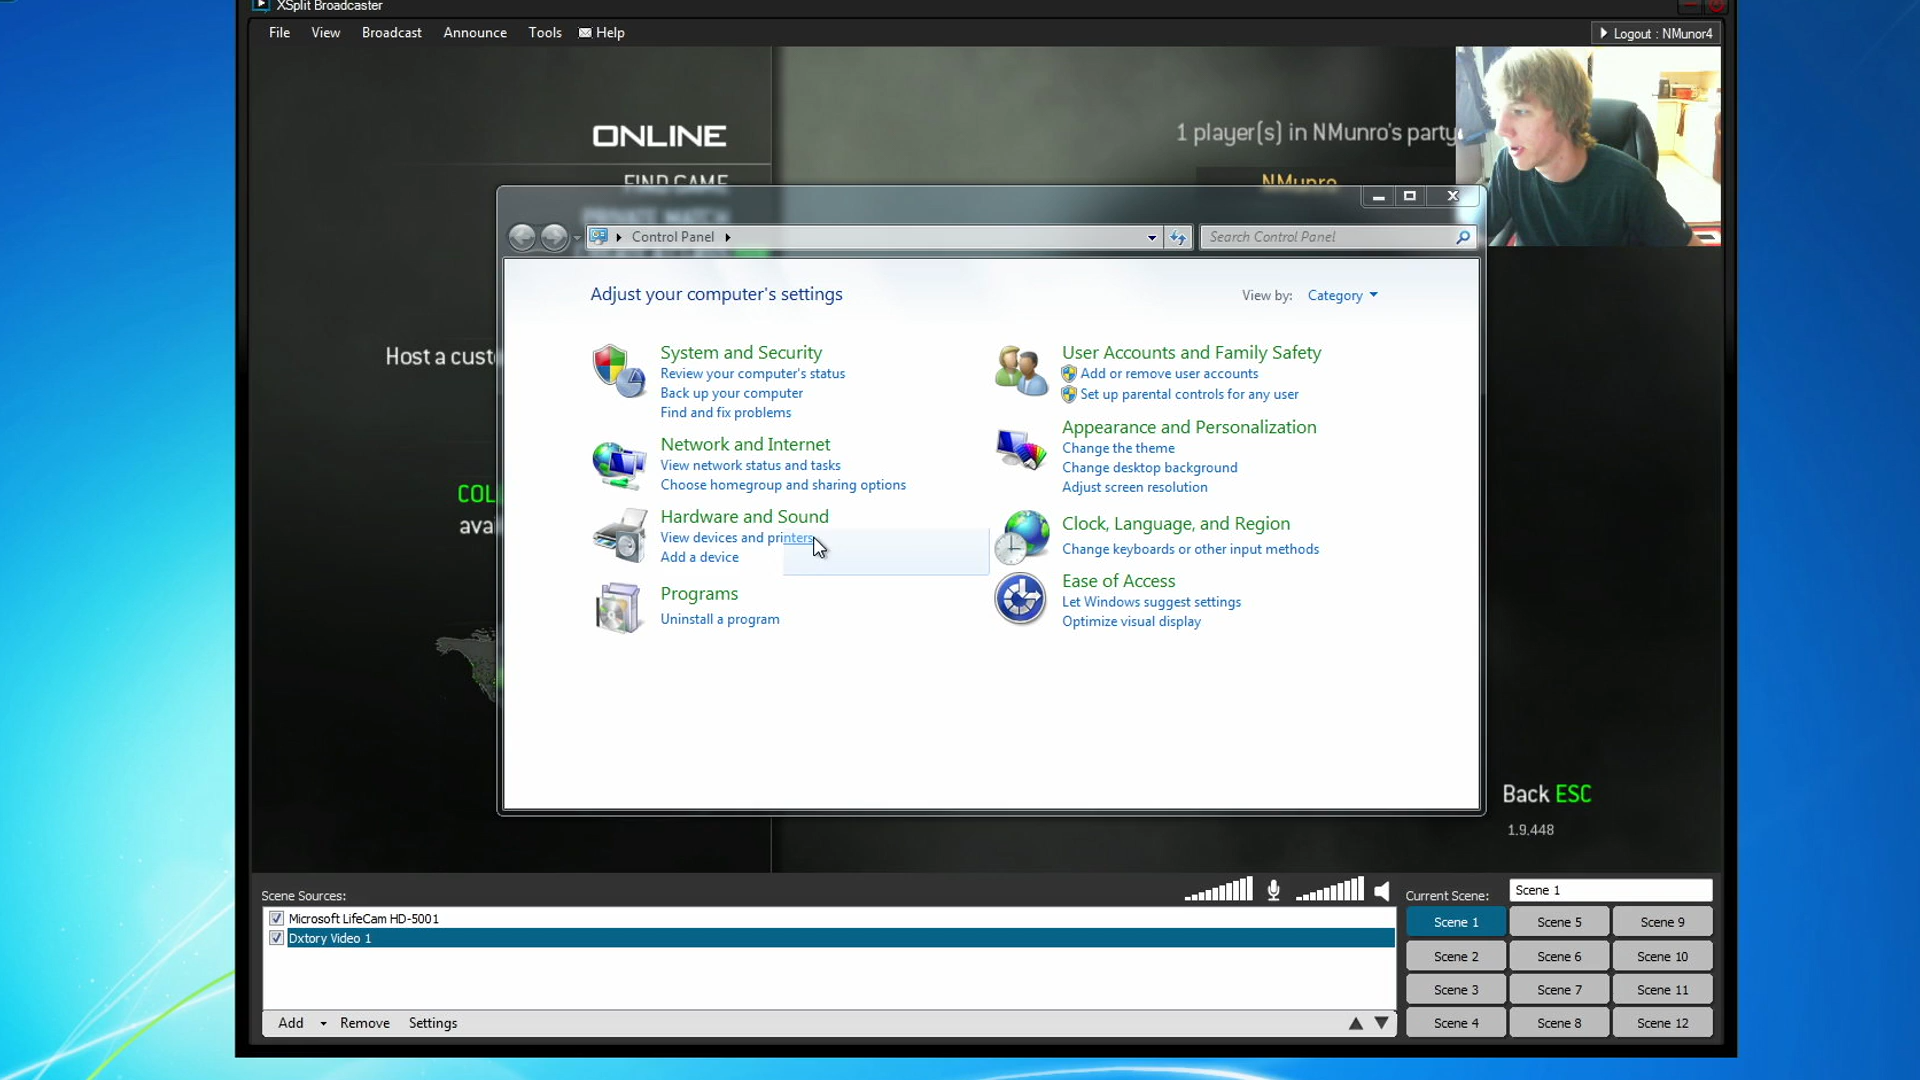 XSplit Broadcaster
File View Broadcast Announce Tools Help
Logout : NMunor4
ONLINE
1 player(s) in NMunro's party
FIND GAME
NMunro
PRIVATE MATCH
Control Panel
Search Control Panel
Adjust your computer's settings
View by: Category
System and Security
Review your computer's status
Back up your computer
Find and fix problems
Network and Internet
View network status and tasks
Choose homegroup and sharing options
Hardware and Sound
View devices and printers
Add a device
Programs
Uninstall a program
User Accounts and Family Safety
Add or remove user accounts
Set up parental controls for any user
Appearance and Personalization
Change the theme
Change desktop background
Adjust screen resolution
Clock, Language, and Region
Change keyboards or other input methods
Ease of Access
Let Windows suggest settings
Optimize visual display
Host a cust
COL
avai
Back ESC
1.9.448
Scene Sources:
Microsoft LifeCam HD-5001
Dxtory Video 1
Add Remove Settings
Current Scene: Scene 1
Scene 1 Scene 5 Scene 9
Scene 2 Scene 6 Scene 10
Scene 3 Scene 7 Scene 11
Scene 4 Scene 8 Scene 12